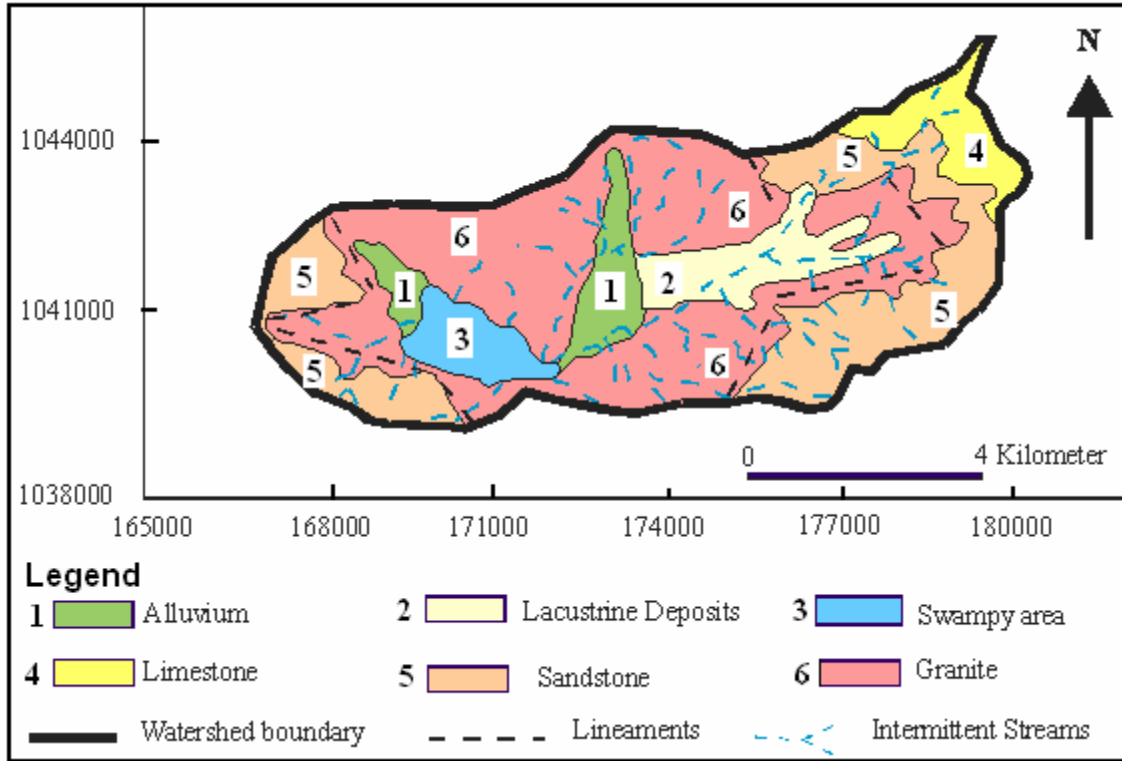 N
1044000
5
4
6
6
5
1
2
1
1041000
3
5
5
6
0 4 Kilometer
1038000
165000 168000 171000 174000 177000 180000
Legend
1 Alluvium 2 Lacustrine Deposits 3 Swampy area
4 Limestone 5 Sandstone 6 Granite
Watershed boundary Lineaments Intermittent Streams